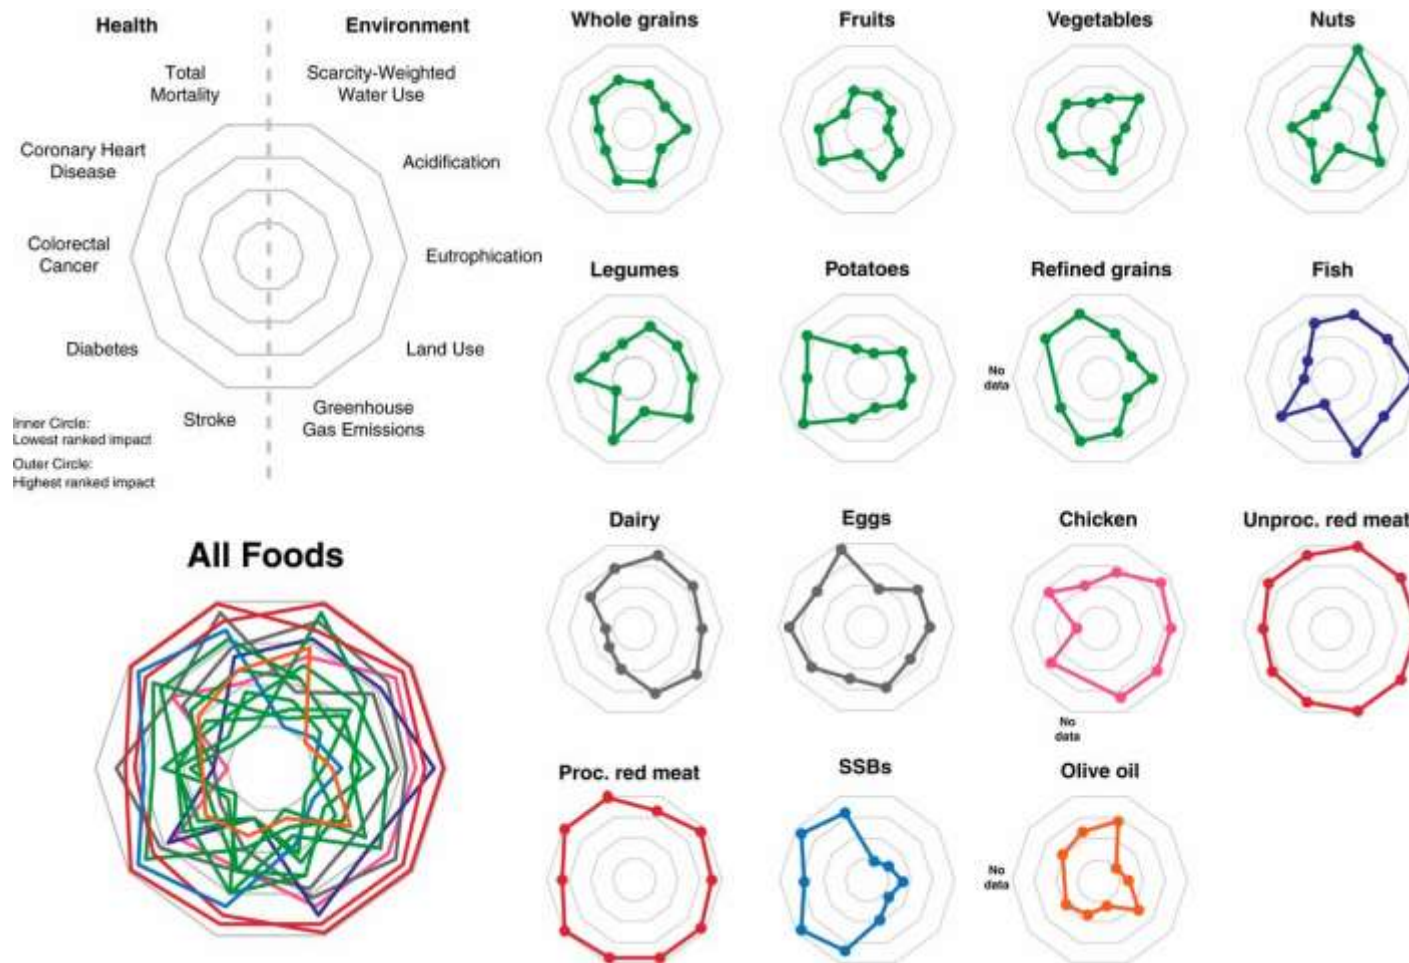 Health
Environment
Total
Mortality
Scarcity-Weighted
Water Use
Coronary Heart
Disease
Acidification
Colorectal
Cancer
Eutrophication
Diabetes
Land Use
Stroke
Greenhouse
Gas Emissions
Inner Circle:
Lowest ranked impact
Outer Circle:
Highest ranked impact
All Foods
Whole grains
Fruits
Vegetables
Nuts
Legumes
Potatoes
Refined grains
Fish
No
data
Dairy
Eggs
Chicken
Unproc. red meat
No
data
Proc. red meat
SSBs
Olive oil
No
data